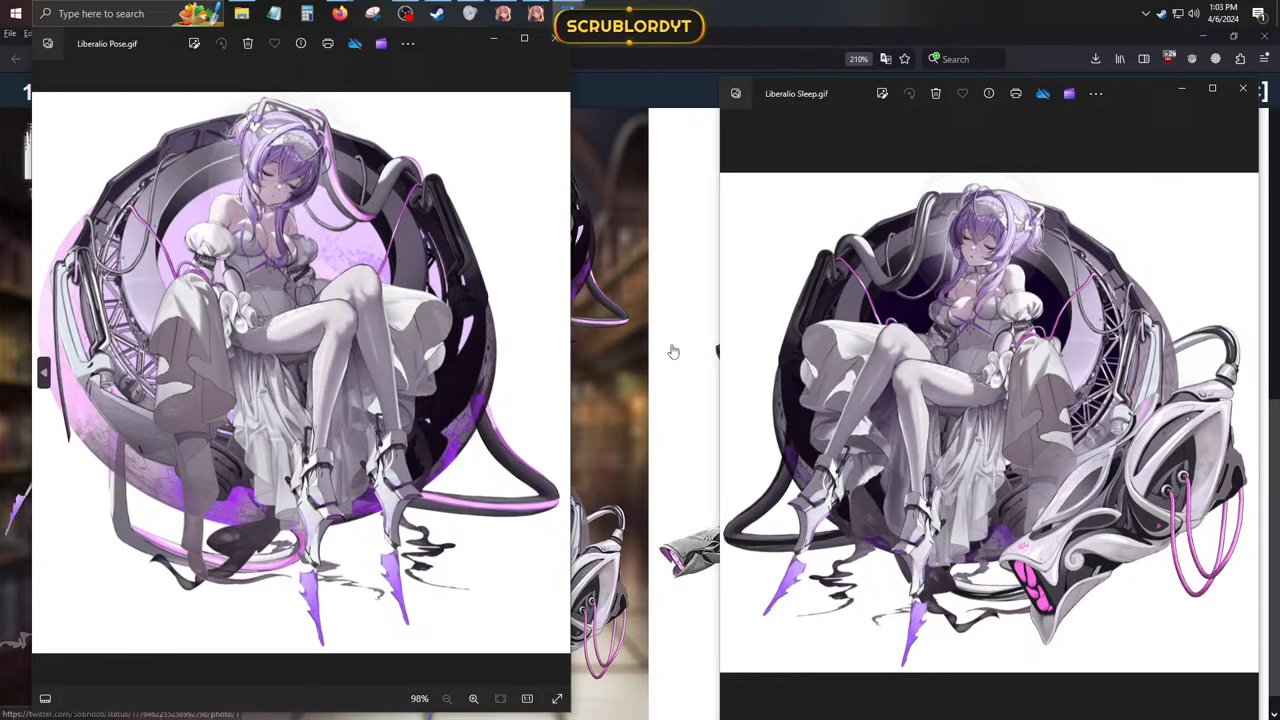 Type here to search
SCRUBLORDYT
1:03 PM
4/6/2024
File
Liberalio Pose.gif
210%
Search
>2k
Liberalio Sleep.gif
98%